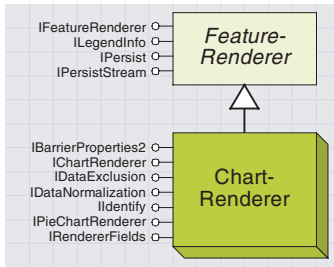 IFeatureRenderer
ILegendInfo
IPersist
IPersistStream
Feature-
Renderer
IBarrierProperties2
IChartRenderer
IDataExclusion
IDataNormalization
IIdentify
IPieChartRenderer
IRendererFields
Chart-
Renderer